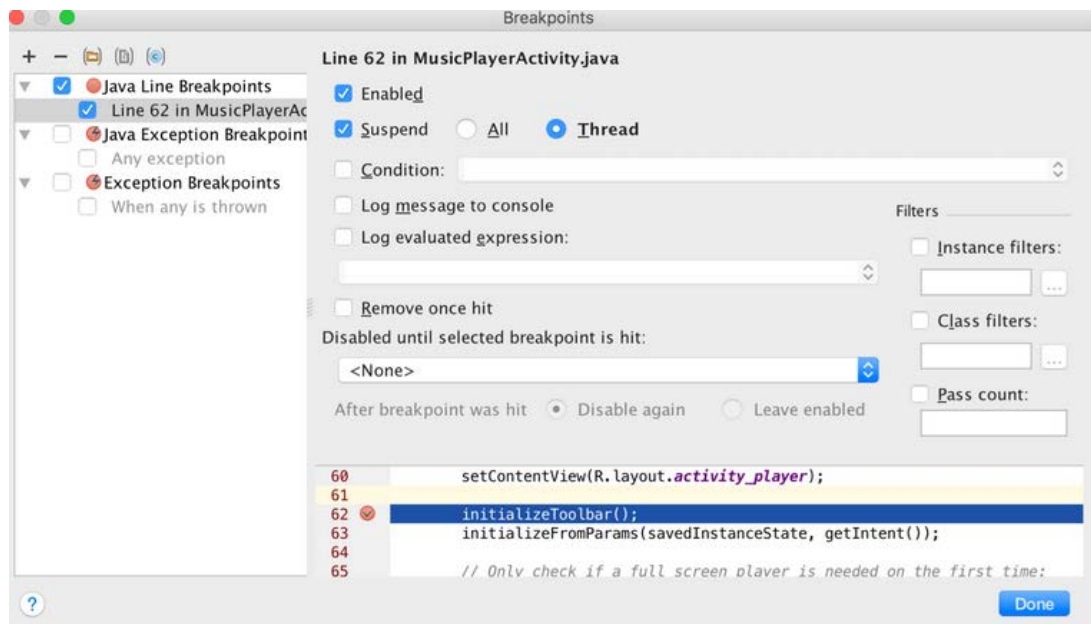 Breakpoints
Java Line Breakpoints
Line 62 in MusicPlayerAc
Java Exception Breakpoint
Any exception
Exception Breakpoints
When any is thrown
Line 62 in MusicPlayerActivity.java
Enabled
Suspend All Thread
Condition:
Log message to console
Log evaluated expression:
Remove once hit
Disabled until selected breakpoint is hit:
<None>
After breakpoint was hit Disable again Leave enabled
Filters
Instance filters:
...
Class filters:
...
Pass count:
60 setContentView(R.layout.activity_player);
61
62 initializeToolbar();
63 initializeFromParams(savedInstanceState, getIntent());
64
65 // Only check if a full screen player is needed on the first time:
?
Done